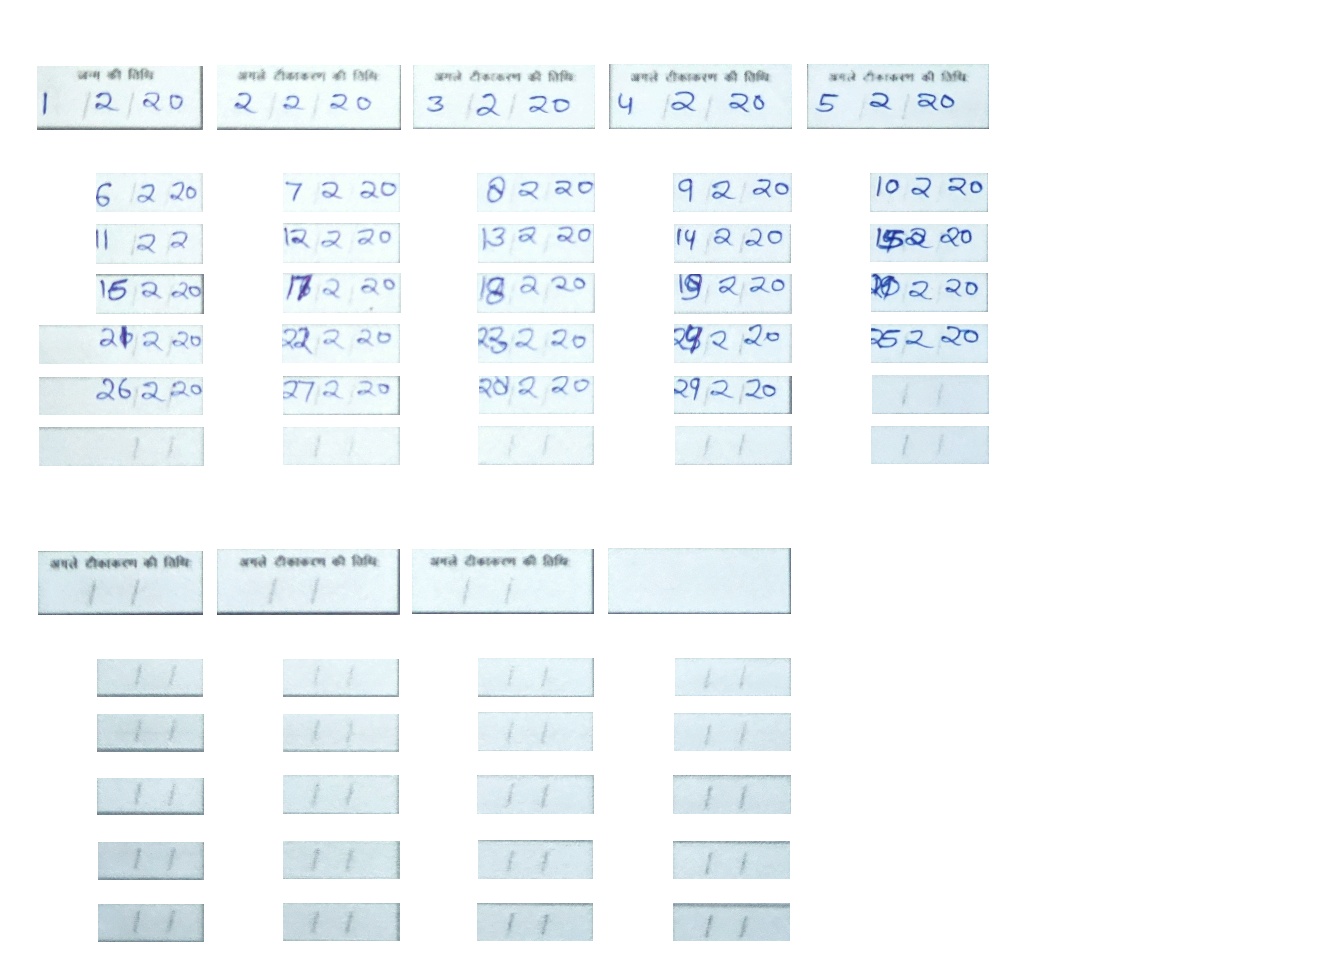 जन्म की तिथि अगले टीकाकरण की तिथि: अगले टीकाकरण की तिथि: अगले टीकाकरण की तिथि: अगले टीकाकरण की तिथि:
1 / 2 / 20 2 / 2 / 20 3 / 2 / 20 4 / 2 / 20 5 / 2 / 20
6 / 2 / 20 7 / 2 / 20 8 / 2 / 20 9 / 2 / 20 10 / 2 / 20
11 / 2 / 2 12 / 2 / 20 13 / 2 / 20 14 / 2 / 20 2 / 20
15 / 2 / 20 17 / 2 / 20 18 / 2 / 20 19 / 2 / 20 2 / 20
21 / 2 / 20 22 / 2 / 20 23 / 2 / 20 24 / 2 / 20 25 / 2 / 20
26 / 2 / 20 27 / 2 / 20 28 / 2 / 20 29 / 2 / 20 / /
/ / / / / / / / / /
अगले टीकाकरण की तिथि: अगले टीकाकरण की तिथि: अगले टीकाकरण की तिथि:
/ / / / / /
/ / / / / / / /
/ / / / / / / /
/ / / / / / / /
/ / / / / / / /
/ / / / / / / /